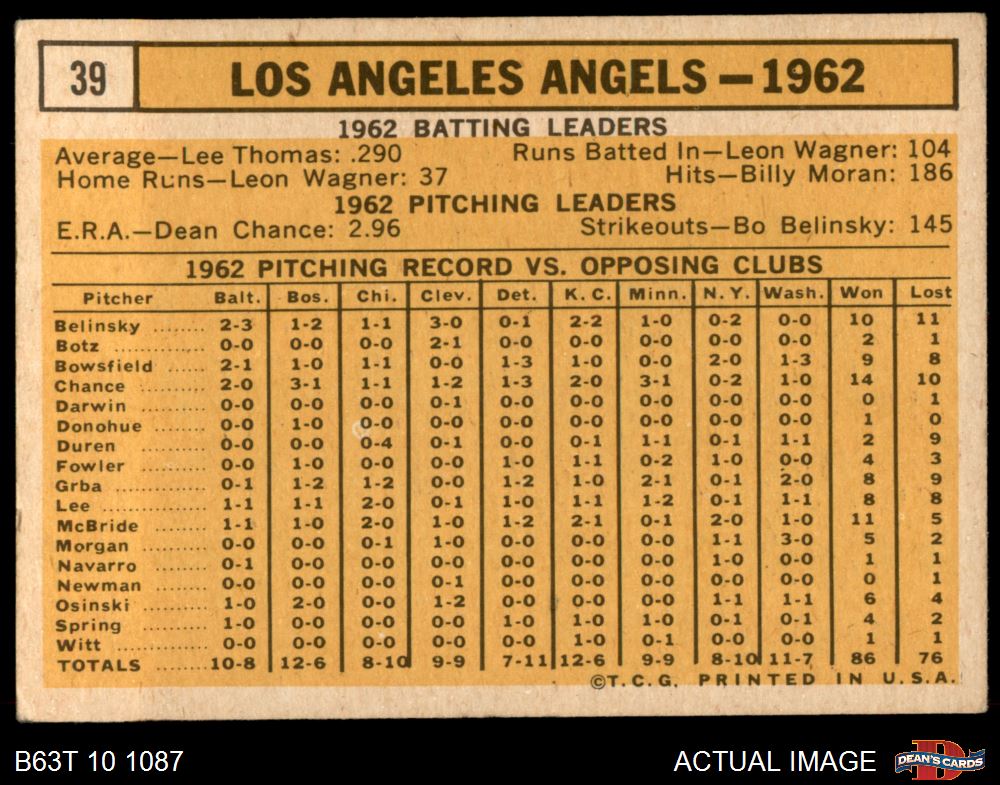 39 LOS ANGELES ANGELS—1962
1962 BATTING LEADERS
Average—Lee Thomas: .290 Runs Batted In—Leon Wagner: 104
Home Runs—Leon Wagner: 37 Hits—Billy Moran: 186
1962 PITCHING LEADERS
E.R.A.—Dean Chance: 2.96 Strikeouts—Bo Belinsky: 145
1962 PITCHING RECORD VS. OPPOSING CLUBS
Pitcher Balt. Bos. Chi. Clev. Det. K. C. Minn. N. Y. Wash. Won Lost
Belinsky ........ 2-3 1-2 1-1 3-0 0-1 2-2 1-0 0-2 0-0 10 11
Botz .............. 0-0 0-0 0-0 2-1 0-0 0-0 0-0 0-0 0-0 2 1
Bowsfield ...... 2-1 1-0 1-1 0-0 1-3 1-0 0-0 2-0 1-3 9 8
Chance .......... 2-0 3-1 1-1 1-2 1-3 2-0 3-1 0-2 1-0 14 10
Darwin .......... 0-0 0-0 0-0 0-1 0-0 0-0 0-0 0-0 0-0 0 1
Donohue ........ 0-0 1-0 0-0 0-0 0-0 0-0 0-0 0-0 0-0 1 0
Duren ............ 0-0 0-0 0-4 0-1 0-0 0-1 1-1 0-1 1-1 2 9
Fowler .......... 0-0 1-0 0-0 0-0 1-0 1-1 0-2 1-0 0-0 4 3
Grba .............. 0-1 1-2 1-2 0-0 1-2 1-0 2-1 0-1 2-0 8 9
Lee ................ 1-1 1-1 2-0 0-1 1-0 1-1 1-2 0-1 1-1 8 8
McBride ........ 1-1 1-0 2-0 1-0 1-2 2-1 0-1 2-0 1-0 11 5
Morgan .......... 0-0 0-0 0-1 1-0 0-0 0-0 0-0 1-1 3-0 5 2
Navarro ........ 0-1 0-0 0-0 0-0 0-0 0-0 0-0 1-0 0-0 1 1
Newman ........ 0-0 0-0 0-0 0-1 0-0 0-0 0-0 0-0 0-0 0 1
Osinski .......... 1-0 2-0 0-0 1-2 0-0 0-0 0-0 1-1 1-1 6 4
Spring .......... 1-0 0-0 0-0 0-0 1-0 1-0 1-0 0-1 0-1 4 2
Witt .............. 0-0 0-0 0-0 0-0 0-0 1-0 0-1 0-0 0-0 1 1
TOTALS ........ 10-8 12-6 8-10 9-9 7-11 12-6 9-9 8-10 11-7 86 76
©T.C.G. PRINTED IN U.S.A.
B63T 10 1087 ACTUAL IMAGE DEAN'S CARDS